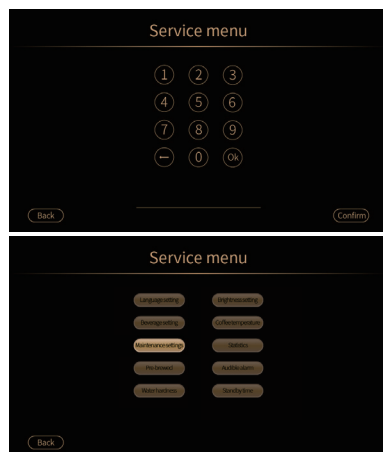 Service menu
1 2 3
4 5 6
7 8 9
← 0 Ok
Back Confirm
Service menu
Language setting Brightness setting
Beverage setting Coffee temperature
Maintenance settings Statistics
Pre-brewed Audible alarm
Water hardness Standby time
Back